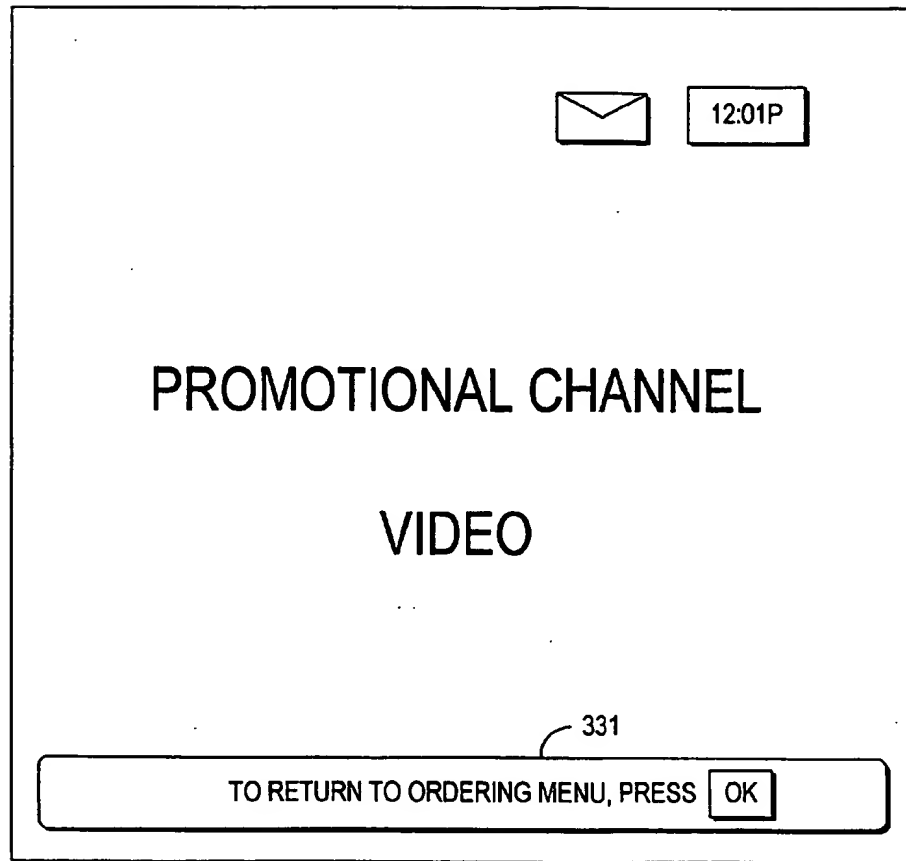 12:01P
PROMOTIONAL CHANNEL
VIDEO
331
TO RETURN TO ORDERING MENU, PRESS OK